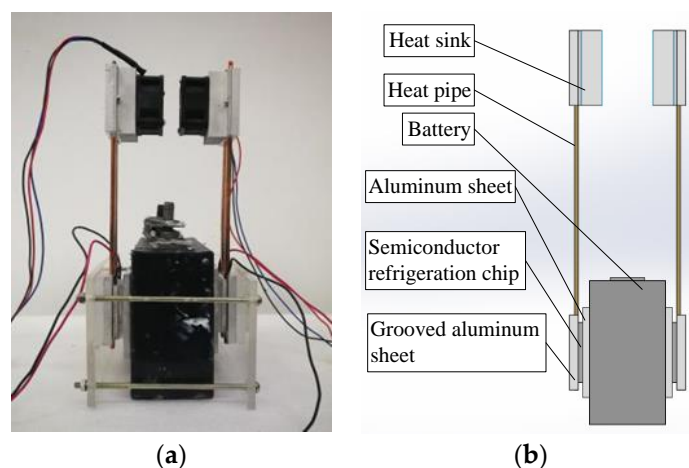 Heat sink
Heat pipe
Battery
Aluminum sheet
Semiconductor
refrigeration chip
Grooved aluminum
sheet
(a)
(b)